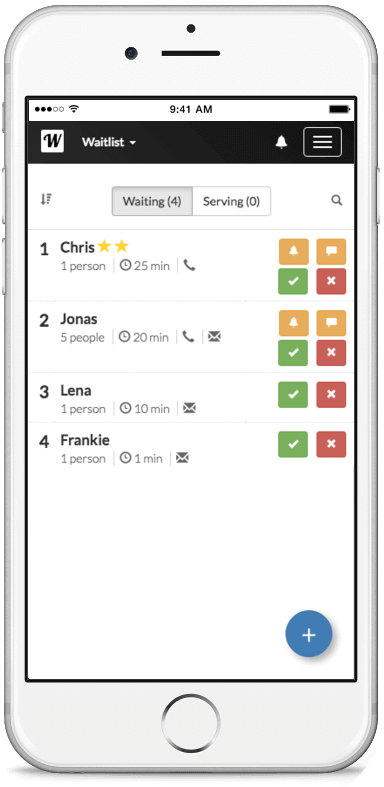 9:41 AM
W Waitlist
Waiting (4) Serving (0)
1 Chris
1 person 25 min
2 Jonas
5 people 20 min
3 Lena
1 person 10 min
4 Frankie
1 person 1 min
+